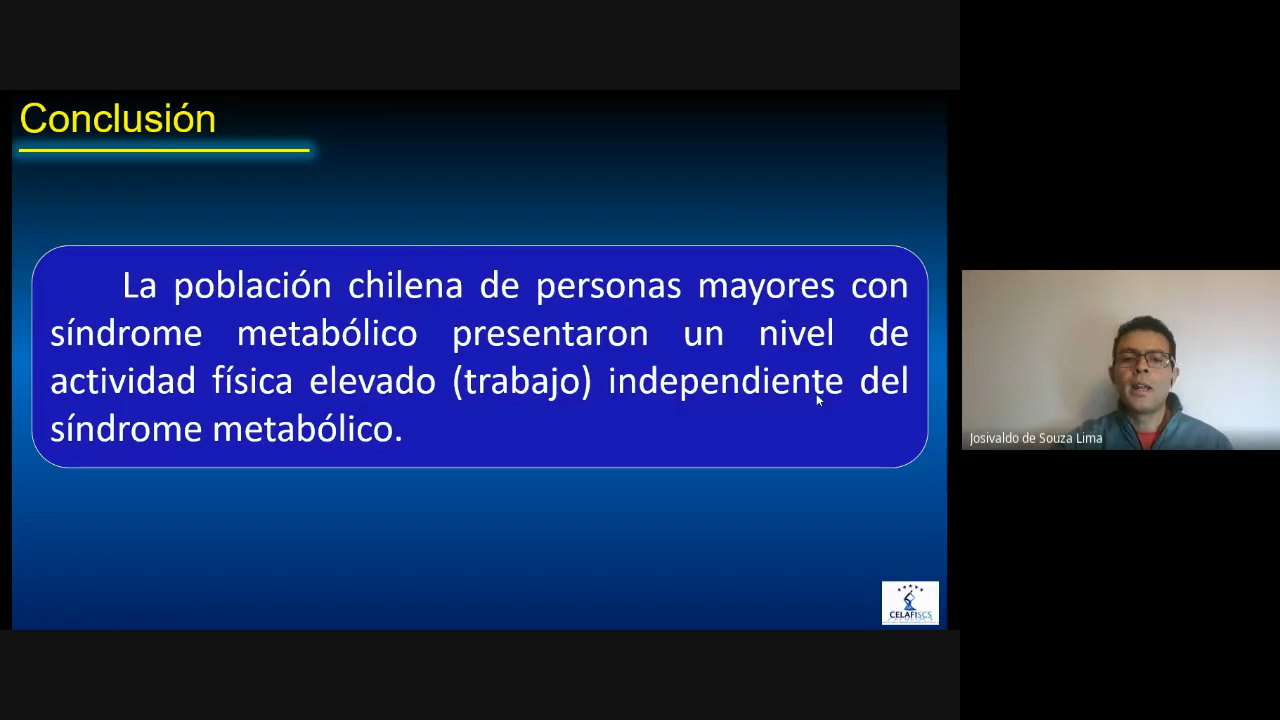 Conclusión
La población chilena de personas mayores con
síndrome metabólico presentaron un nivel de
actividad física elevado (trabajo) independiente del
síndrome metabólico.
CELAFISCS
Josivaldo de Souza Lima